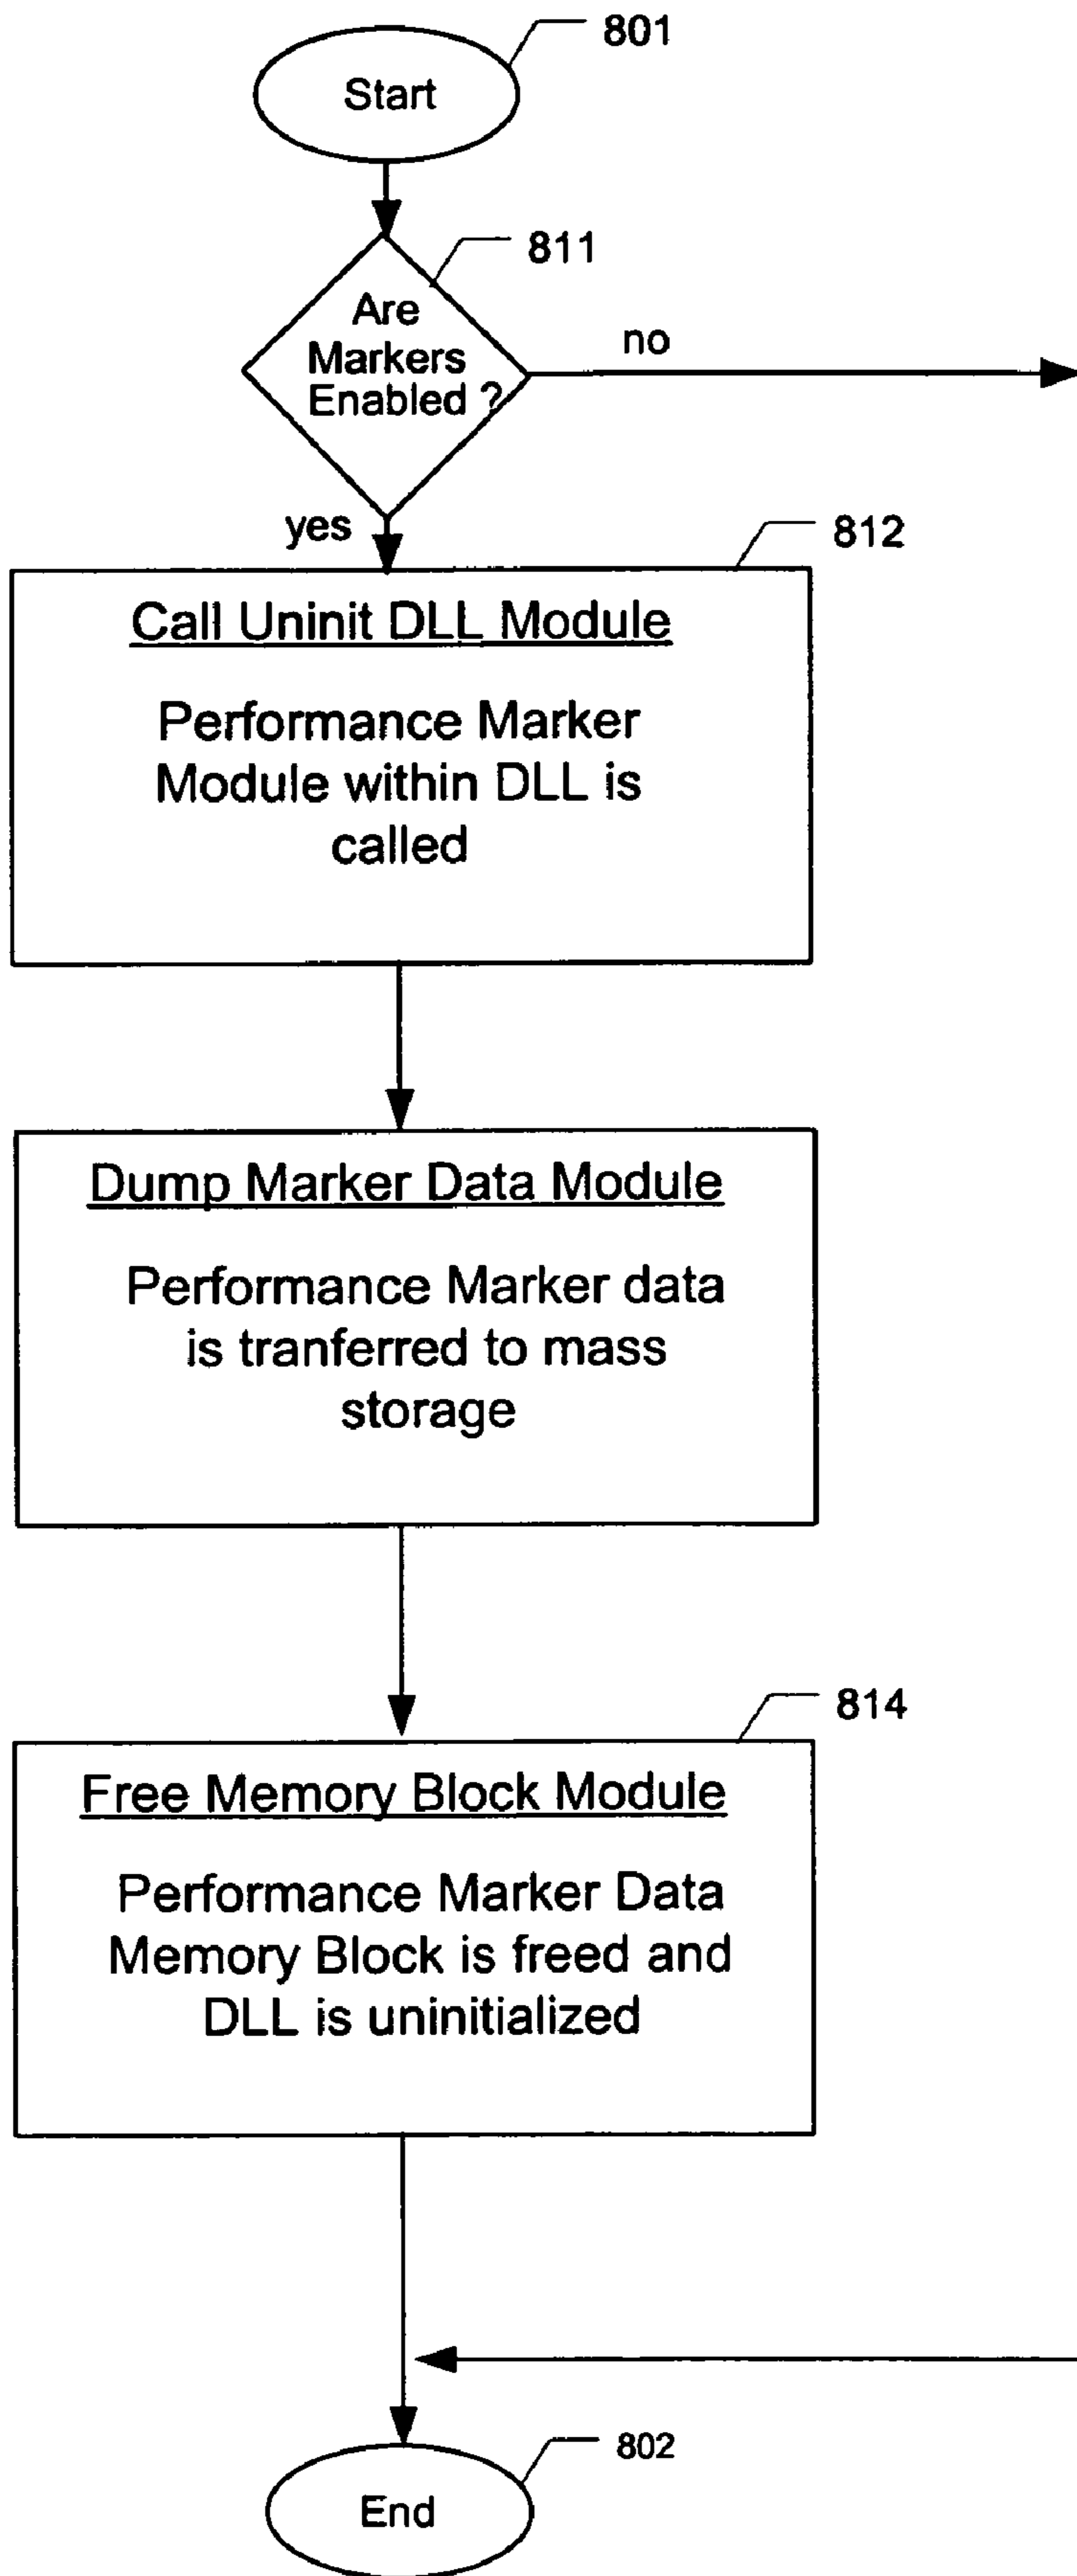 801
Start
811
Are
Markers
Enabled ?
no
yes
812
Call Uninit DLL Module
Performance Marker
Module within DLL is
called
Dump Marker Data Module
Performance Marker data
is tranferred to mass
storage
814
Free Memory Block Module
Performance Marker Data
Memory Block is freed and
DLL is uninitialized
802
End